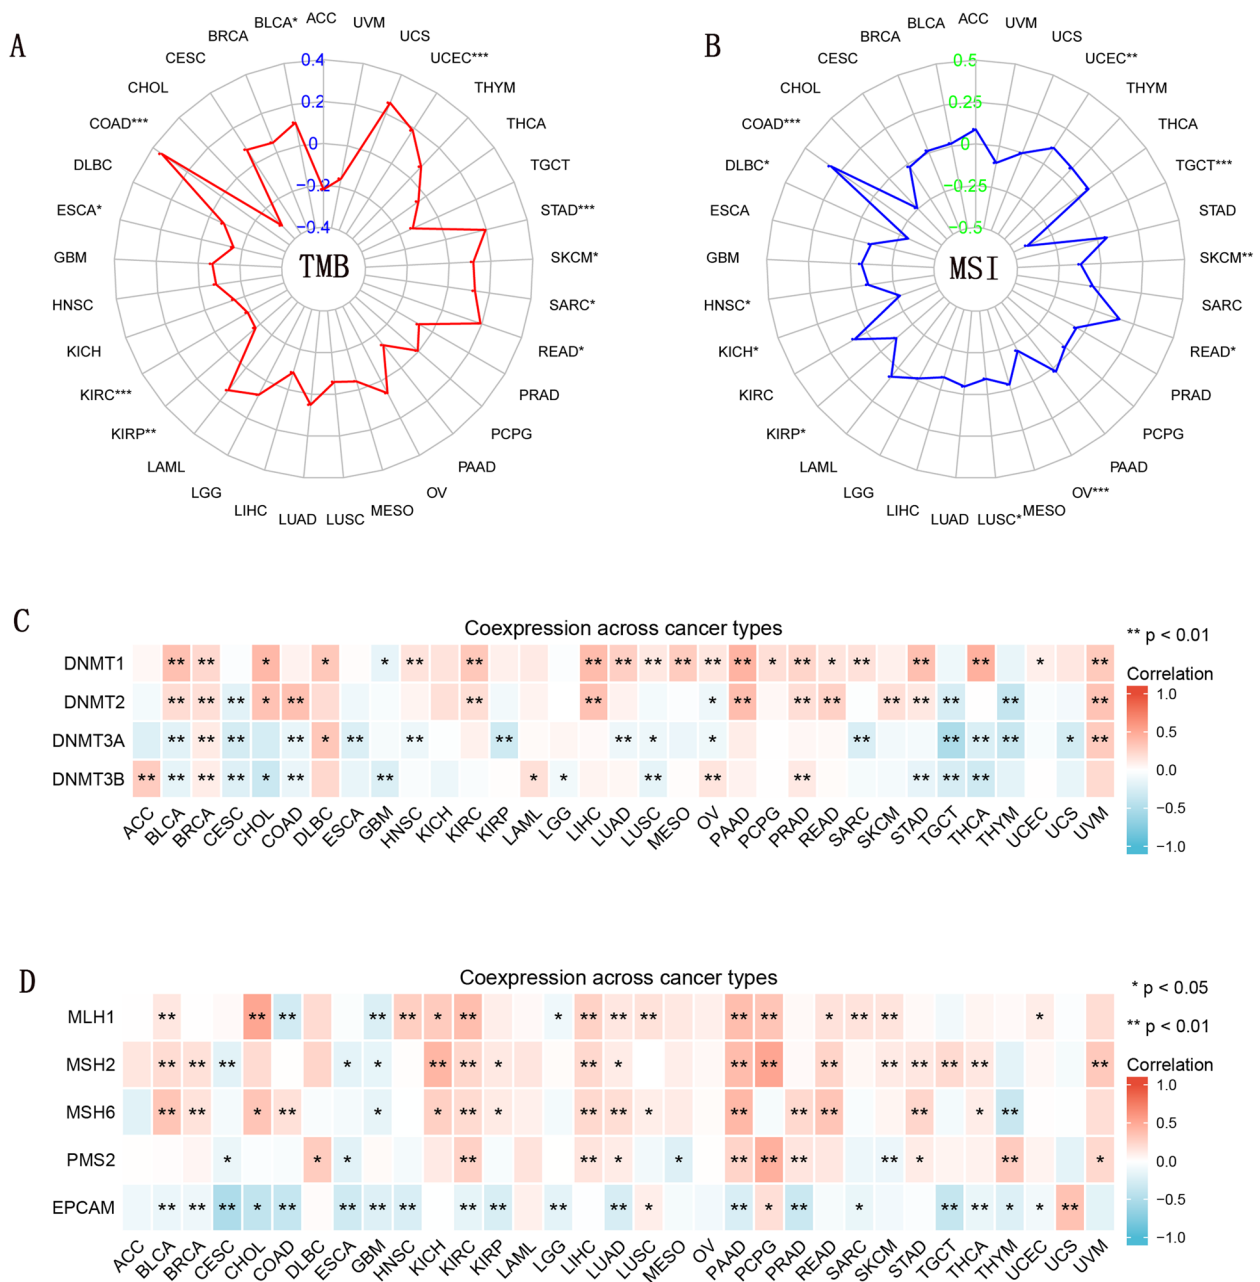 A
ACC
UVM
UCS
UCEC***
THYM
THCA
TGCT
STAD***
SKCM*
SARC*
READ*
PRAD
PCPG
PAAD
OV
MESO
LUSC
LUAD
LIHC
LGG
LAML
KIRP**
KIRC***
KICH
HNSC
GBM
ESCA*
DLBC
COAD***
CHOL
CESC
BRCA
BLCA*
0.4
0.2
0
−0.2
−0.4
TMB
B
ACC
UVM
UCS
UCEC**
THYM
THCA
TGCT***
STAD
SKCM**
SARC
READ*
PRAD
PCPG
PAAD
OV***
MESO
LUSC*
LUAD
LIHC
LGG
LAML
KIRP*
KIRC
KICH*
HNSC*
GBM
ESCA
DLBC*
COAD***
CHOL
CESC
BRCA
BLCA
0.5
0.25
0
−0.25
−0.5
MSI
C
Coexpression across cancer types
DNMT1 ** ** * * * ** ** ** ** ** ** ** ** * ** * ** ** ** * **
DNMT2 ** ** ** * ** ** ** * ** ** ** ** ** ** ** **
DNMT3A ** ** ** ** * ** ** ** ** * * ** ** ** ** * **
DNMT3B ** ** ** ** * ** ** * * ** ** ** ** ** **
ACC BLCA BRCA CESC CHOL COAD DLBC ESCA GBM HNSC KICH KIRC KIRP LAML LGG LIHC LUAD LUSC MESO OV PAAD PCPG PRAD READ SARC SKCM STAD TGCT THCA THYM UCEC UCS UVM
** p < 0.01
Correlation
1.0
0.5
0.0
−0.5
−1.0
D
Coexpression across cancer types
MLH1 ** ** ** ** ** * ** * ** ** ** ** ** * ** ** *
MSH2 ** ** ** * * ** ** * ** * ** ** ** ** ** ** ** **
MSH6 ** ** * ** * * ** * ** ** * ** ** ** ** * **
PMS2 * * * ** ** * * ** ** ** ** * ** *
EPCAM ** ** ** * ** ** ** ** ** ** ** ** * ** * ** * ** ** * * **
ACC BLCA BRCA CESC CHOL COAD DLBC ESCA GBM HNSC KICH KIRC KIRP LAML LGG LIHC LUAD LUSC MESO OV PAAD PCPG PRAD READ SARC SKCM STAD TGCT THCA THYM UCEC UCS UVM
* p < 0.05
** p < 0.01
Correlation
1.0
0.5
0.0
−0.5
−1.0